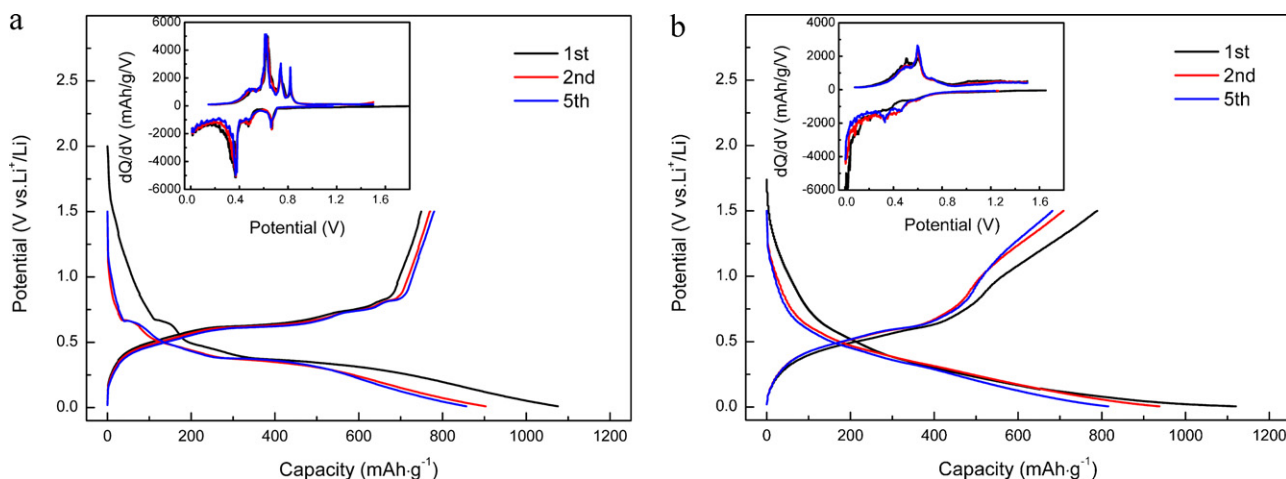 a
1st
2nd
5th
Potential (V vs.Li⁺/Li)
2.5
2.0
1.5
1.0
0.5
0.0
0 200 400 600 800 1000 1200
Capacity (mAh·g⁻¹)
dQ/dV (mAh/g/V)
6000
4000
2000
0
-2000
-4000
-6000
0.0 0.4 0.8 1.2 1.6
Potential (V)
b
1st
2nd
5th
Potential (V vs.Li⁺/Li)
2.5
2.0
1.5
1.0
0.5
0.0
0 200 400 600 800 1000 1200
Capacity (mAh·g⁻¹)
dQ/dV (mAh/g/V)
4000
2000
0
-2000
-4000
-6000
0.0 0.4 0.8 1.2 1.6
Potential (V)